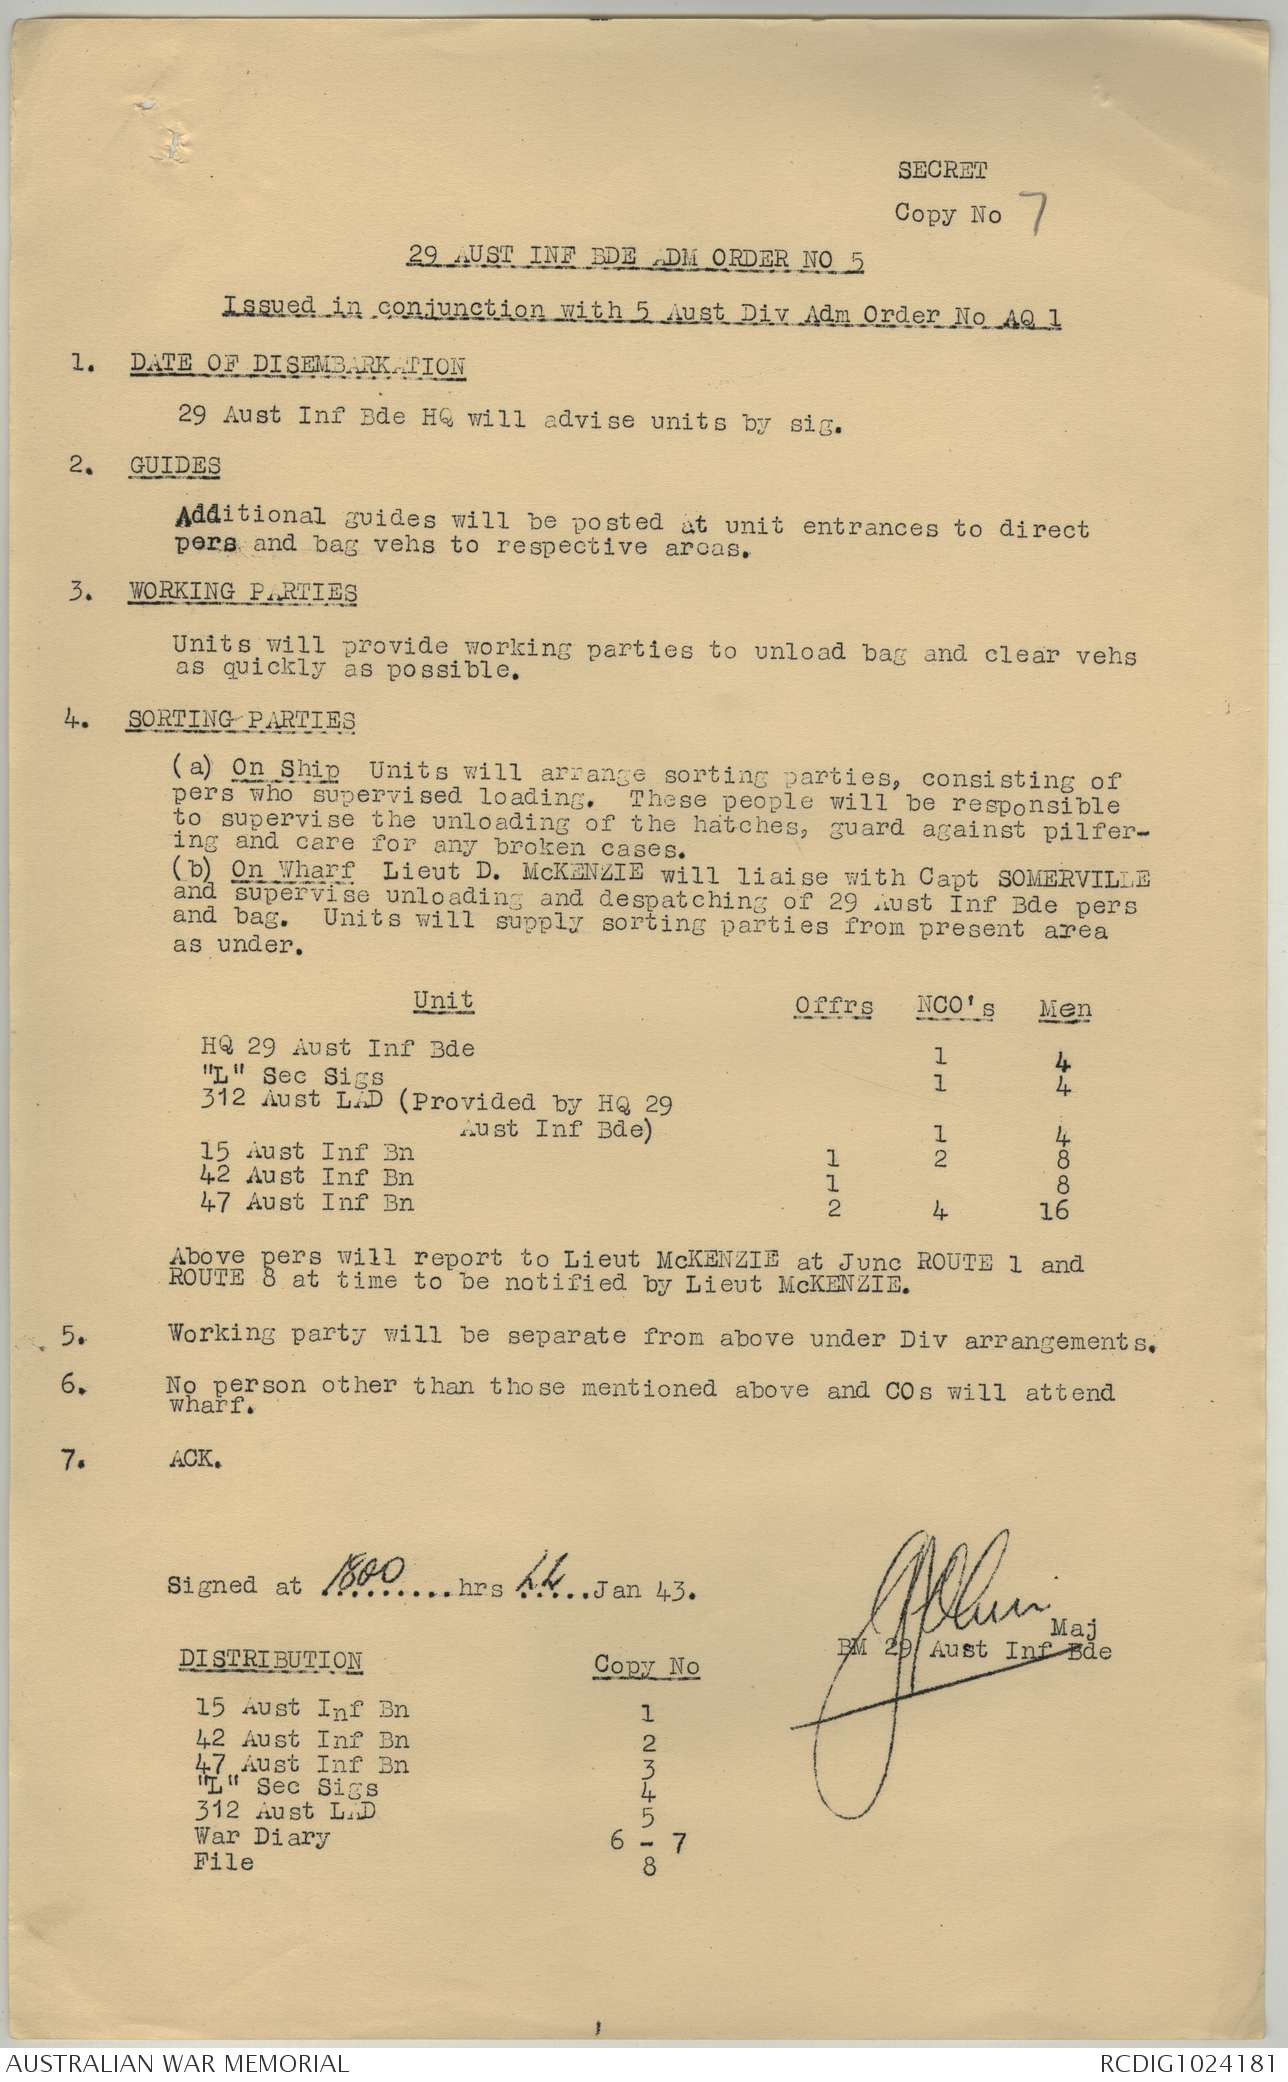 SECRET
Copy No 7
29 AUST INF BDE ADM ORDER NO 5
Issued in conjunction with 5 Aust Div Adm Order No AQ 1
1. DATE OF DISEMBARKATION
29 Aust Inf Bde HQ will advise units by sig.
2. GUIDES
Additional guides will be posted at unit entrances to direct
pers and bag vehs to respective areas.
3. WORKING PARTIES
Units will provide working parties to unload bag and clear vehs
as quickly as possible.
4. SORTING PARTIES
(a) On Ship Units will arrange sorting parties, consisting of
pers who supervised loading. These people will be responsible
to supervise the unloading of the hatches, guard against pilfer-
ing and care for any broken cases.
(b) On Wharf Lieut D. McKENZIE will liaise with Capt SOMERVILLE
and supervise unloading and despatching of 29 Aust Inf Bde pers
and bag. Units will supply sorting parties from present area
as under.
Unit Offrs NCO's Men
HQ 29 Aust Inf Bde 1 4
"L" Sec Sigs 1 4
312 Aust LAD (Provided by HQ 29
Aust Inf Bde) 1 4
15 Aust Inf Bn 1 2 8
42 Aust Inf Bn 1 8
47 Aust Inf Bn 2 4 16
Above pers will report to Lieut McKENZIE at Junc ROUTE 1 and
ROUTE 8 at time to be notified by Lieut McKENZIE.
5. Working party will be separate from above under Div arrangements.
6. No person other than those mentioned above and COs will attend
wharf.
7. ACK.
Signed at 1800 hrs Jan 43.
Maj
BM 29 Aust Inf Bde
DISTRIBUTION Copy No
15 Aust Inf Bn 1
42 Aust Inf Bn 2
47 Aust Inf Bn 3
"L" Sec Sigs 4
312 Aust LAD 5
War Diary 6 - 7
File 8
AUSTRALIAN WAR MEMORIAL
RCDIG1024181